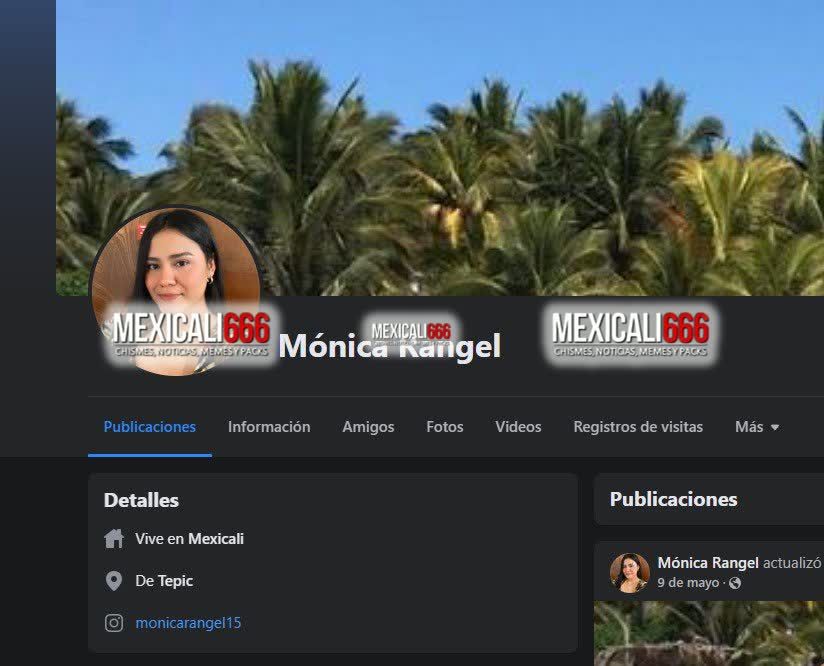 MEXICALI666
CHISMES, NOTICIAS, MEMES Y PACKS
MEXICALI666
MEXICALI666
CHISMES, NOTICIAS, MEMES Y PACKS
Mónica Rangel
Publicaciones Información Amigos Fotos Videos Registros de visitas Más
Detalles
Vive en Mexicali
De Tepic
monicarangel15
Publicaciones
Mónica Rangel actualizó
9 de mayo ·